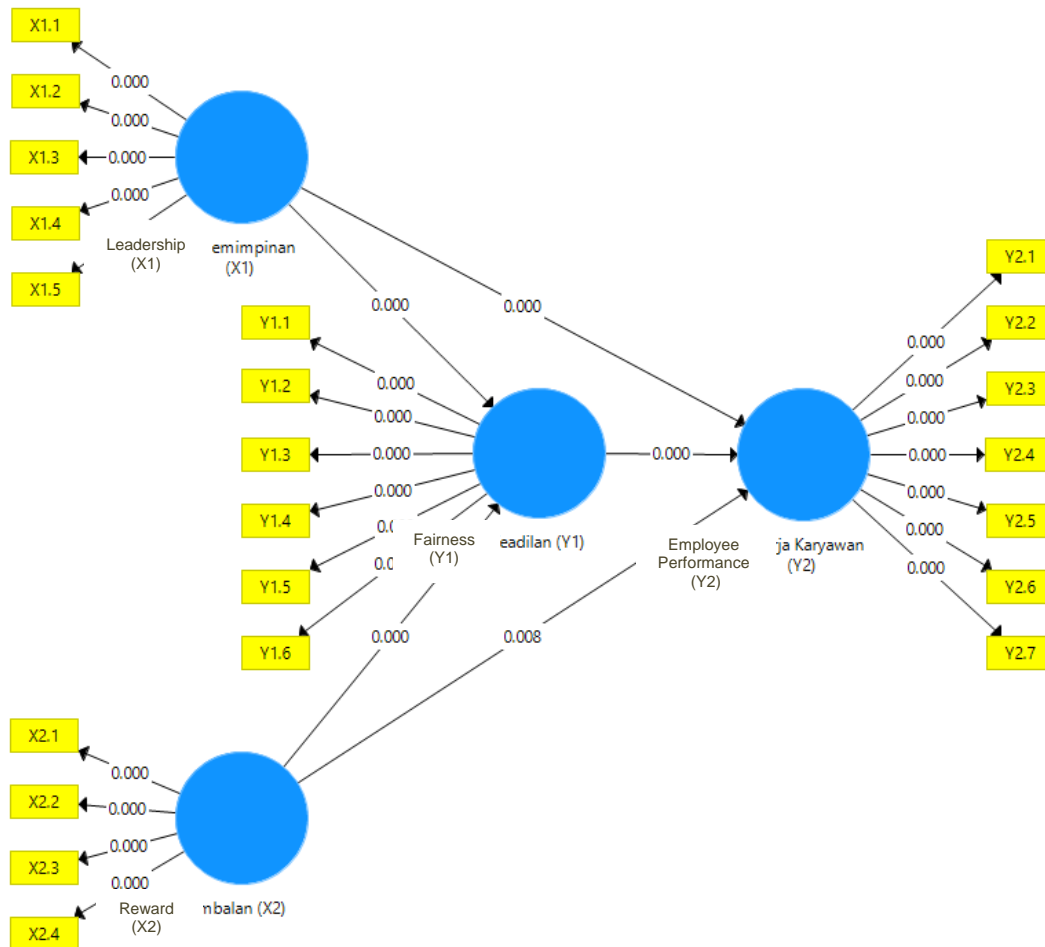 X1.1
0.000
X1.2
0.000
X1.3
0.000
X1.4
0.000
X1.5
Leadership
(X1)
emimpinan
(X1)
0.000
0.000
Y1.1
0.000
Y1.2
0.000
Y1.3
0.000
Y1.4
0.000
Y1.5
Y1.6
Fairness
(Y1)
eadilan (Y1)
0.000
Employee
Performance
(Y2)
ja Karyawan
(Y2)
Y2.1
0.000
Y2.2
0.000
Y2.3
0.000
Y2.4
0.000
Y2.5
0.000
Y2.6
0.000
Y2.7
0.000
0.000
0.008
X2.1
0.000
X2.2
0.000
X2.3
0.000
X2.4
0.000
Reward
(X2)
mbalan (X2)